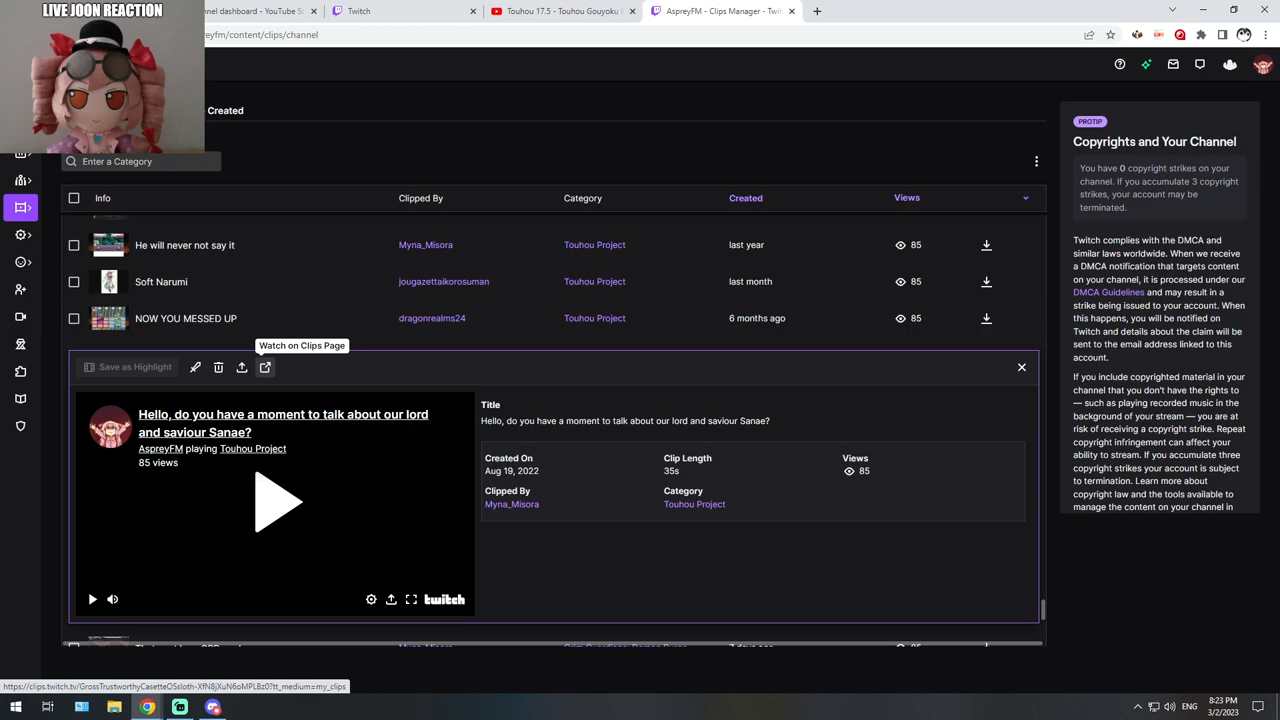 LIVE JOON REACTION
nnel dashboard - YouTube St
Twitch
Touhou 17.5 - Touhou Gouyoku
AspreyFM - Clips Manager - Twit
eyfm/content/clips/channel
Created
Enter a Category
Info Clipped By Category Created Views
He will never not say it Myna_Misora Touhou Project last year 85
Soft Narumi jougazettaikorosuman Touhou Project last month 85
NOW YOU MESSED UP dragonrealms24 Touhou Project 6 months ago 85
Watch on Clips Page
Save as Highlight
Hello, do you have a moment to talk about our lord
and saviour Sanae?
AspreyFM playing Touhou Project
85 views
twitch
Title
Hello, do you have a moment to talk about our lord and saviour Sanae?
Created On Clip Length Views
Aug 19, 2022 35s 85
Clipped By Category
Myna_Misora Touhou Project
PROTIP
Copyrights and Your Channel
You have 0 copyright strikes on
your channel. If you accumulate 3 copyright
strikes, your account may be
terminated.
Twitch complies with the DMCA and
similar laws worldwide. When we receive
a DMCA notification that targets content
on your channel, it is processed under our
DMCA Guidelines and may result in a
strike being issued to your account. When
this happens, you will be notified on
Twitch and details about the claim will be
sent to the email address linked to this
account.
If you include copyrighted material in your
channel that you don't have the rights to
— such as playing recorded music in the
background of your stream — you are at
risk of receiving a copyright strike. Repeat
copyright infringement can affect your
ability to stream. If you accumulate three
copyright strikes your account is subject
to termination. Learn more about
copyright law and the tools available to
manage the content on your channel in
https://clips.twitch.tv/GrossTrustworthyCasetteOSsloth-XfN8jXuN6oMPL8z0?tt_medium=my_clips
ENG
8:23 PM
3/2/2023